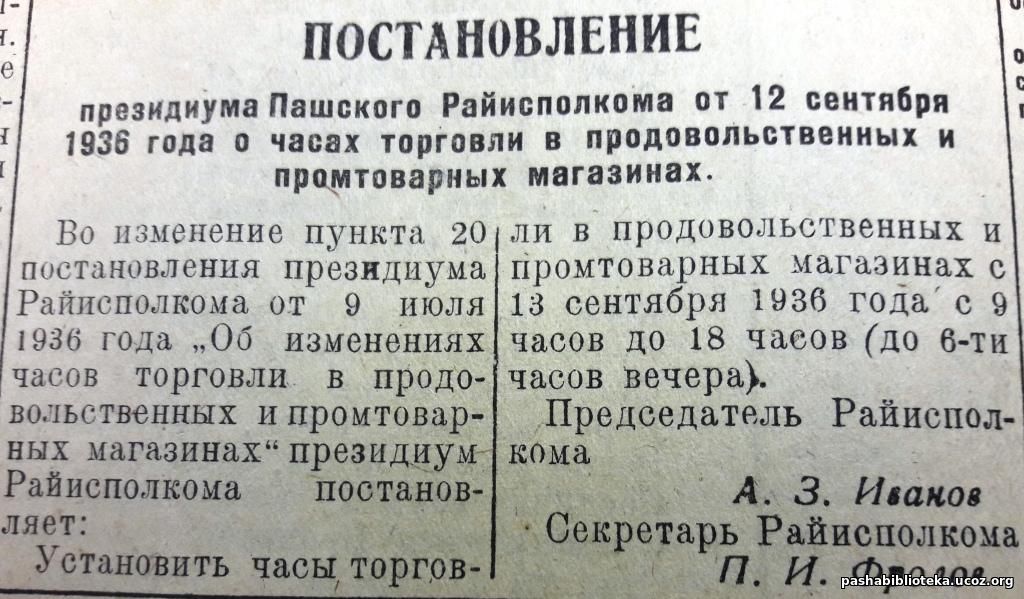 ПОСТАНОВЛЕНИЕ
президиума Пашского Райисполкома от 12 сентября
1936 года о часах торговли в продовольственных и
промтоварных магазинах.
Во изменение пункта 20
постановления президиума
Райисполкома от 9 июля
1936 года „Об изменениях
часов торговли в продо-
вольственных и промтовар-
ных магазинах“ президиум
Райисполкома постанов-
ляет:
Установить часы торгов-
ли в продовольственных и
промтоварных магазинах с
13 сентября 1936 года с 9
часов до 18 часов (до 6-ти
часов вечера).
Председатель Райиспол-
кома
А. З. Иванов
Секретарь Райисполкома
П. И. Фролов
pashabiblioteka.ucoz.org